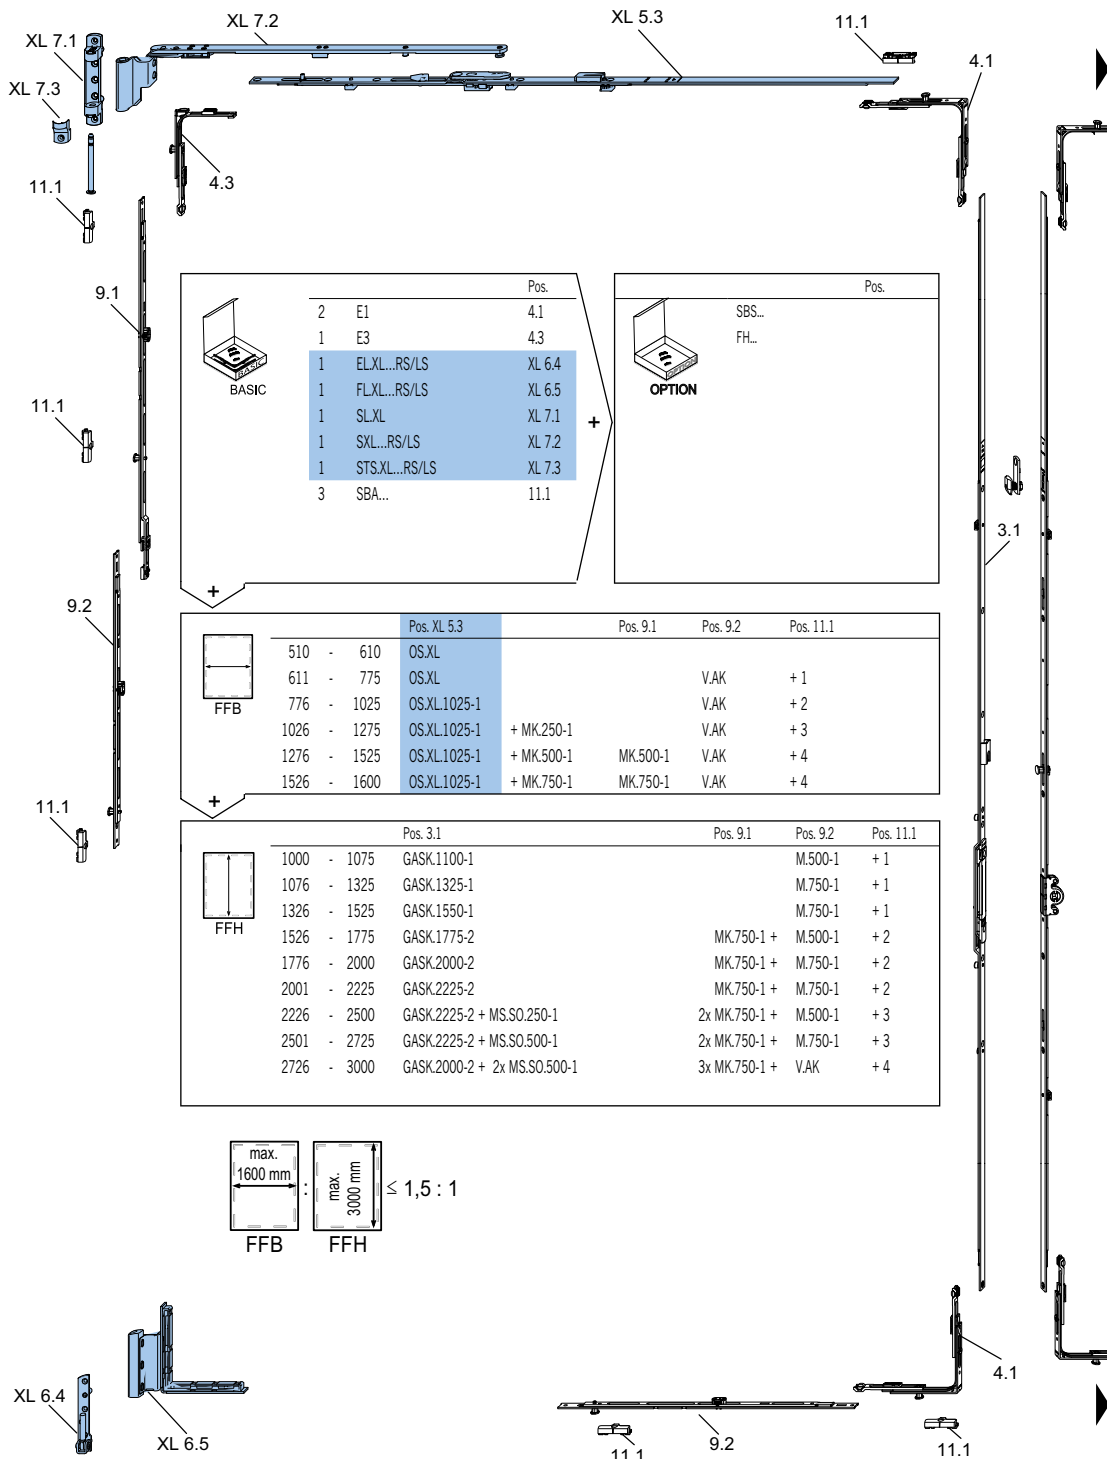 XL 7.2
XL 5.3
11.1
XL 7.1
4.1
XL 7.3
4.3
11.1
9.1
Pos.
2 E1 4.1
1 E3 4.3
1 EL.XL...RS/LS XL 6.4
1 FL.XL...RS/LS XL 6.5
1 SL.XL XL 7.1
1 SXL...RS/LS XL 7.2
1 STS.XL...RS/LS XL 7.3
3 SBA... 11.1
BASIC
BASIC
+
Pos.
SBS...
FH...
OPTION
OPTION
11.1
3.1
9.2
+
Pos. XL 5.3 Pos. 9.1 Pos. 9.2 Pos. 11.1
510 - 610 OS.XL
611 - 775 OS.XL V.AK + 1
776 - 1025 OS.XL.1025-1 V.AK + 2
1026 - 1275 OS.XL.1025-1 + MK.250-1 V.AK + 3
1276 - 1525 OS.XL.1025-1 + MK.500-1 MK.500-1 V.AK + 4
1526 - 1600 OS.XL.1025-1 + MK.750-1 MK.750-1 V.AK + 4
FFB
+
11.1
Pos. 3.1 Pos. 9.1 Pos. 9.2 Pos. 11.1
1000 - 1075 GASK.1100-1 M.500-1 + 1
1076 - 1325 GASK.1325-1 M.750-1 + 1
1326 - 1525 GASK.1550-1 M.750-1 + 1
1526 - 1775 GASK.1775-2 MK.750-1 + M.500-1 + 2
1776 - 2000 GASK.2000-2 MK.750-1 + M.750-1 + 2
2001 - 2225 GASK.2225-2 MK.750-1 + M.750-1 + 2
2226 - 2500 GASK.2225-2 + MS.SO.250-1 2x MK.750-1 + M.500-1 + 3
2501 - 2725 GASK.2225-2 + MS.SO.500-1 2x MK.750-1 + M.750-1 + 3
2726 - 3000 GASK.2000-2 + 2x MS.SO.500-1 3x MK.750-1 + V.AK + 4
FFH
max.
1600 mm
:
max.
3000 mm
≤ 1,5 : 1
FFB
FFH
4.1
XL 6.4
XL 6.5
11.1
9.2
11.1